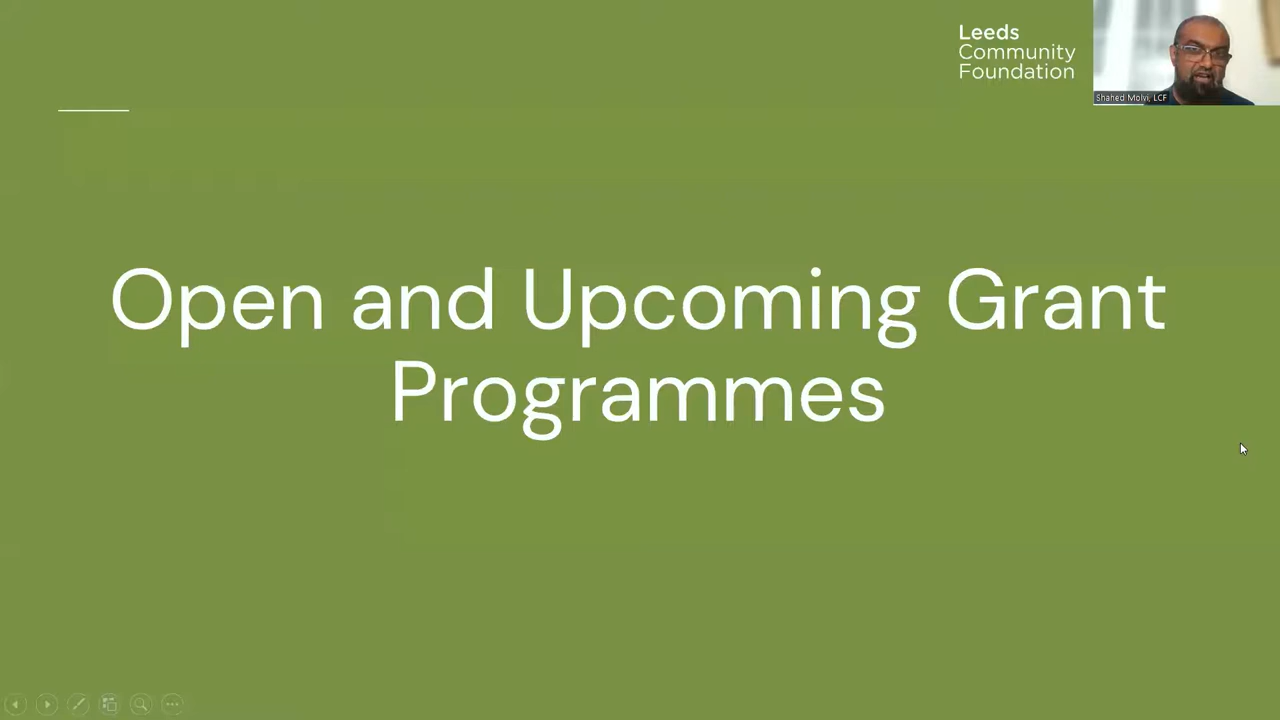 Leeds
Community
Foundation
Shahed Molvi, LCF
Open and Upcoming Grant
Programmes